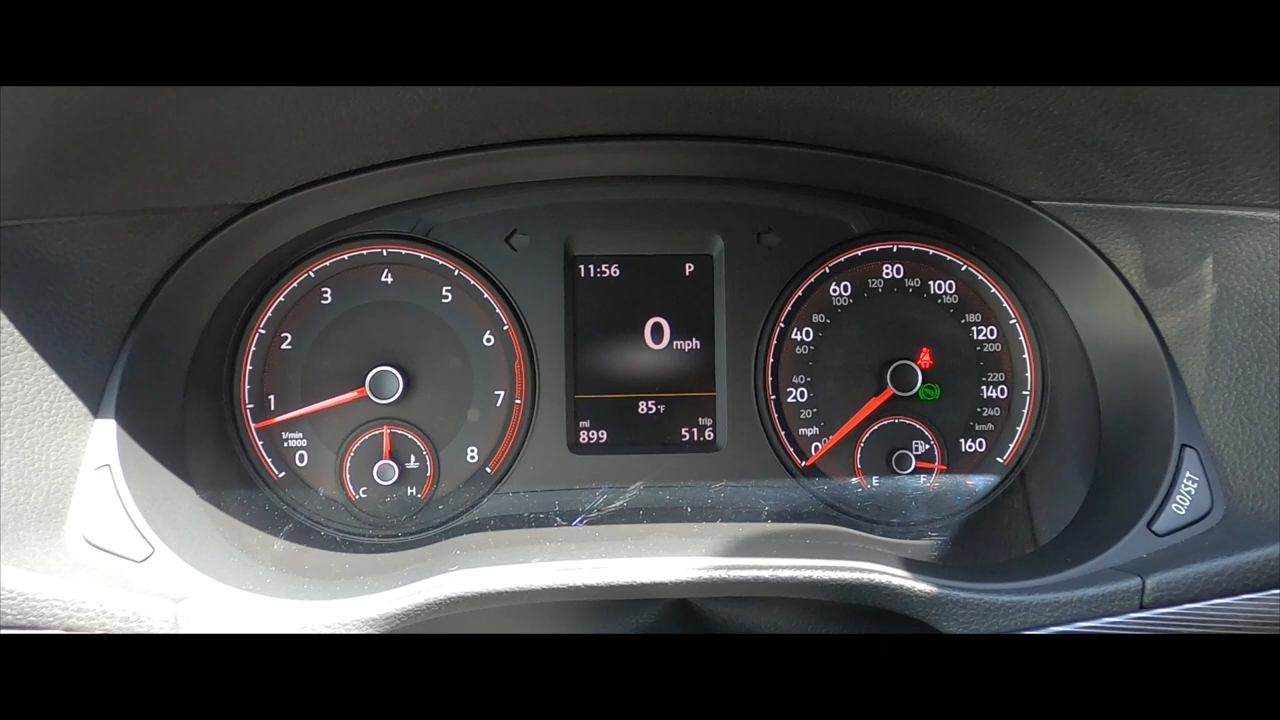 11:56 P
0 mph
85°F
mi trip
899 51.6
0 1 2 3 4 5 6 7 8
1/min
x1000
C H
0 20 40 60 80 100 120 140 160
mph
0 20 40 60 80 100 120 140 160 180 200 220 240
km/h
E F
0.0/SET